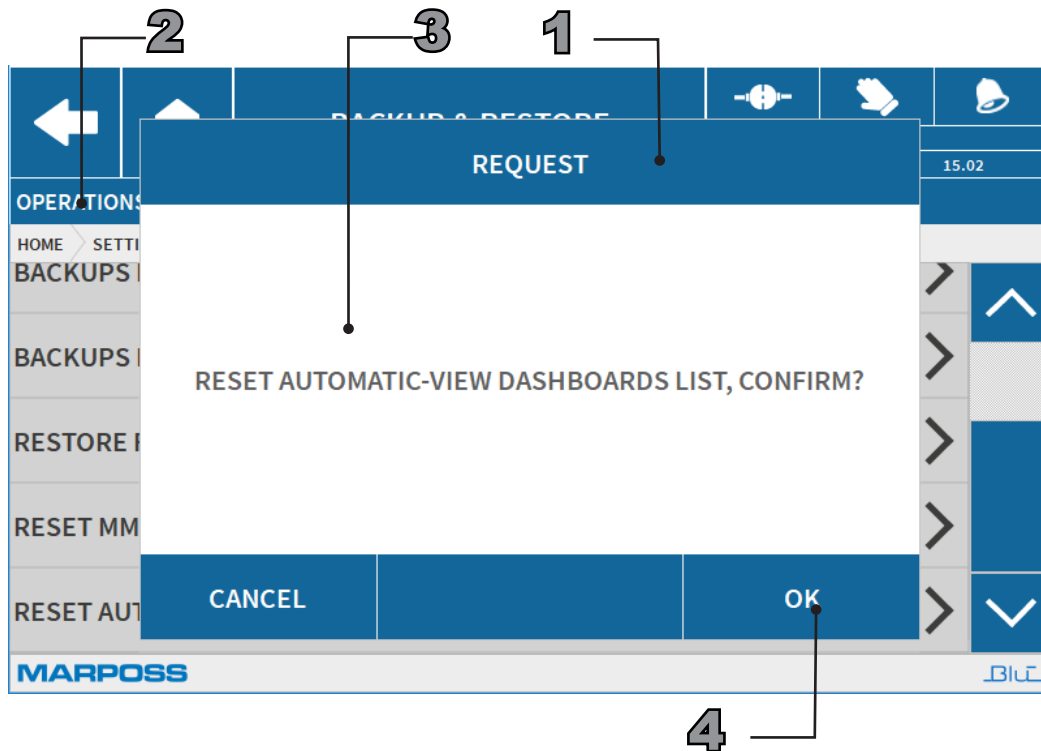 2 3 1
BACKUP & RESTORE
REQUEST
15.02
OPERATIONS
HOME SETTI
BACKUPS
BACKUPS
RESET AUTOMATIC-VIEW DASHBOARDS LIST, CONFIRM?
RESTORE
RESET MM
RESET AUT
CANCEL OK
MARPOSS
Blú
4